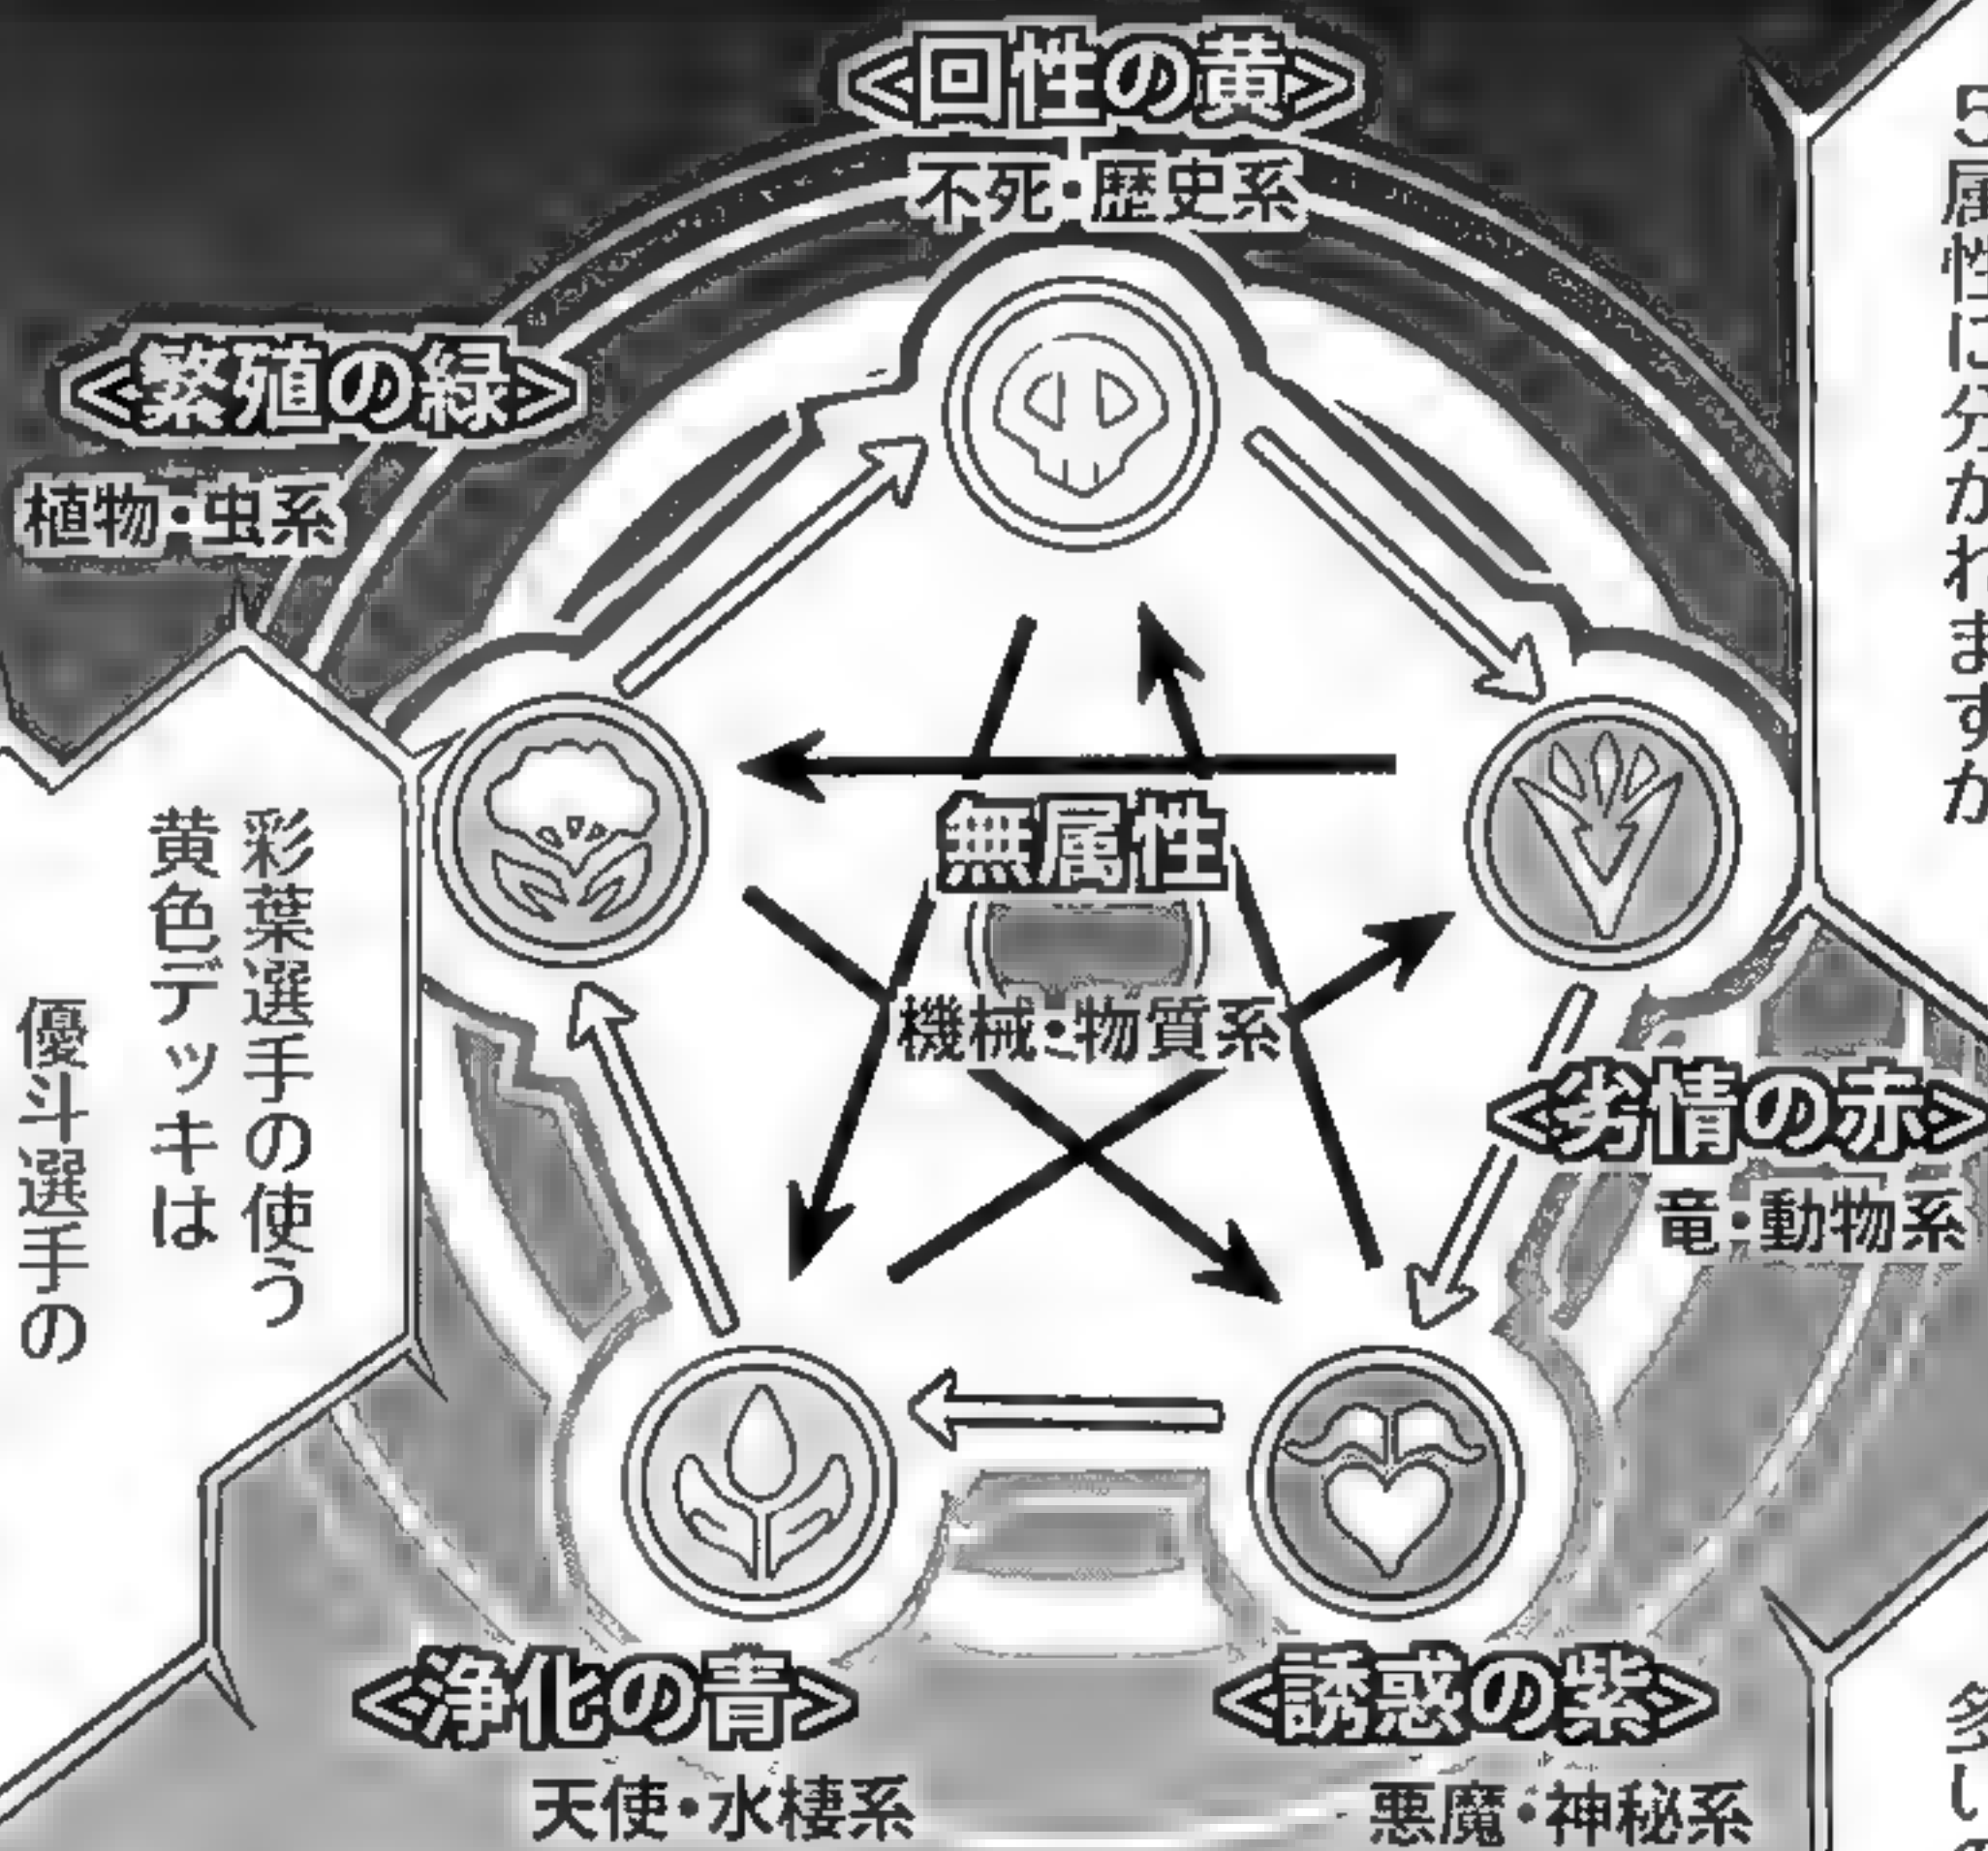 5属性に分かれますが
<回性の黄>
不死・歴史系
<繁殖の緑>
植物・虫系
無属性
機械・物質系
<劣情の赤>
竜・動物系
<浄化の青>
天使・水棲系
<誘惑の紫>
悪魔・神秘系
彩葉選手の使う
黄色デッキは
優斗選手の